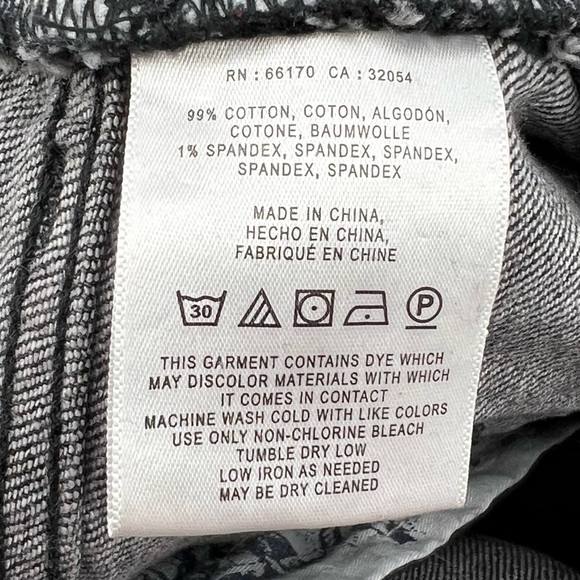 RN : 66170 CA : 32054
99% COTTON, COTON, ALGODÓN,
COTONE, BAUMWOLLE
1% SPANDEX, SPANDEX, SPANDEX,
SPANDEX, SPANDEX
MADE IN CHINA,
HECHO EN CHINA,
FABRIQUÉ EN CHINE
30 P
THIS GARMENT CONTAINS DYE WHICH
MAY DISCOLOR MATERIALS WITH WHICH
IT COMES IN CONTACT
MACHINE WASH COLD WITH LIKE COLORS
USE ONLY NON-CHLORINE BLEACH
TUMBLE DRY LOW
LOW IRON AS NEEDED
MAY BE DRY CLEANED